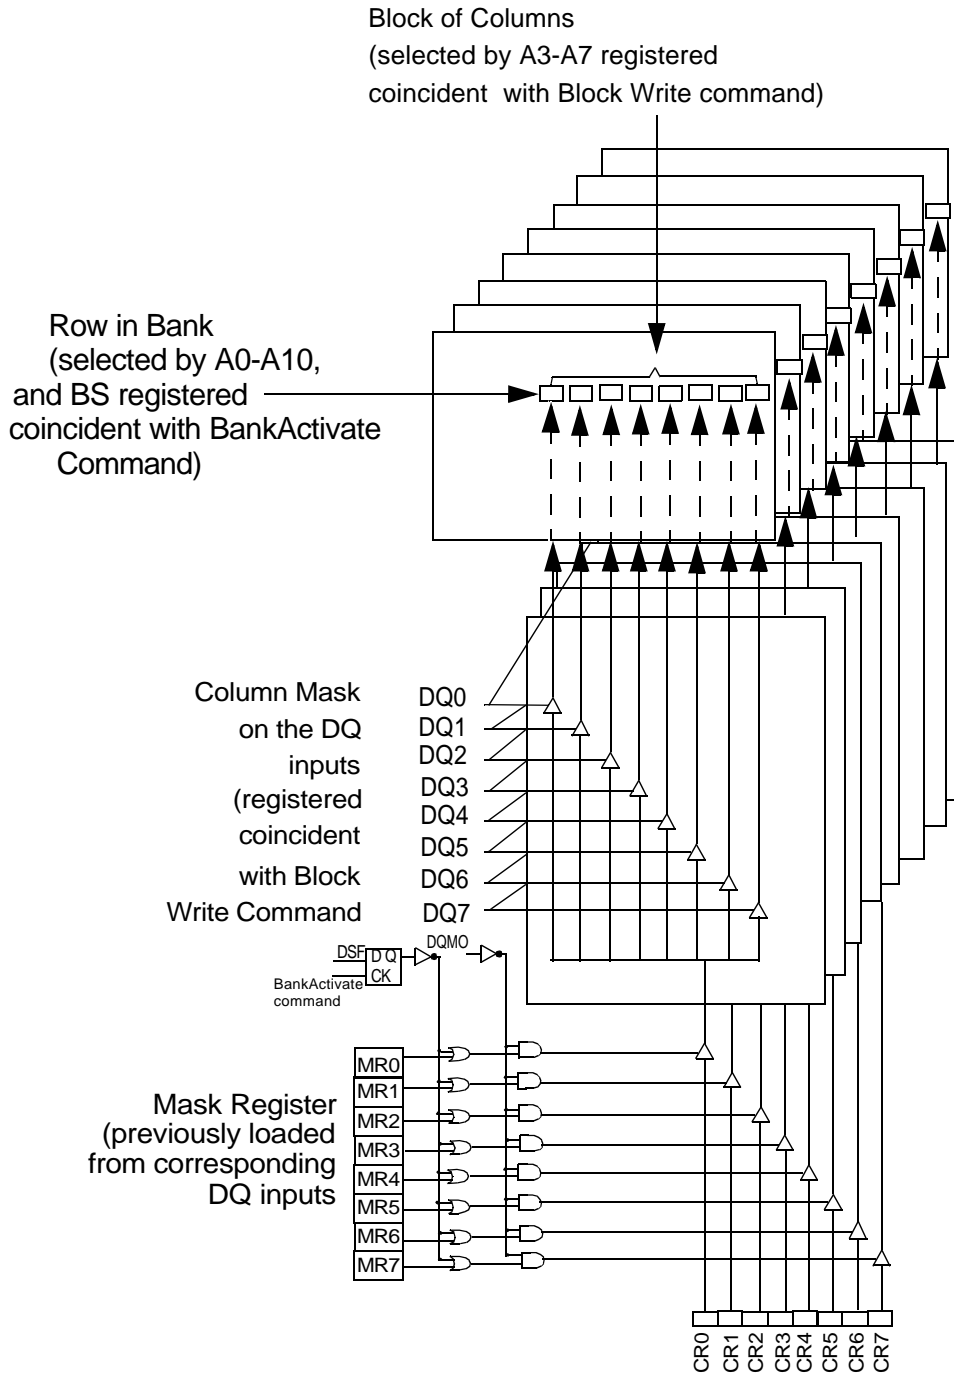 Block of Columns
(selected by A3-A7 registered
coincident with Block Write command)
Row in Bank
(selected by A0-A10,
and BS registered
coincident with BankActivate
Command)
Column Mask
on the DQ
inputs
(registered
coincident
with Block
Write Command
DQ0
DQ1
DQ2
DQ3
DQ4
DQ5
DQ6
DQ7
DSF
D Q
CK
BankActivate
command
DQMO
MR0
MR1
MR2
MR3
MR4
MR5
MR6
MR7
Mask Register
(previously loaded
from corresponding
DQ inputs
CR0
CR1
CR2
CR3
CR4
CR5
CR6
CR7